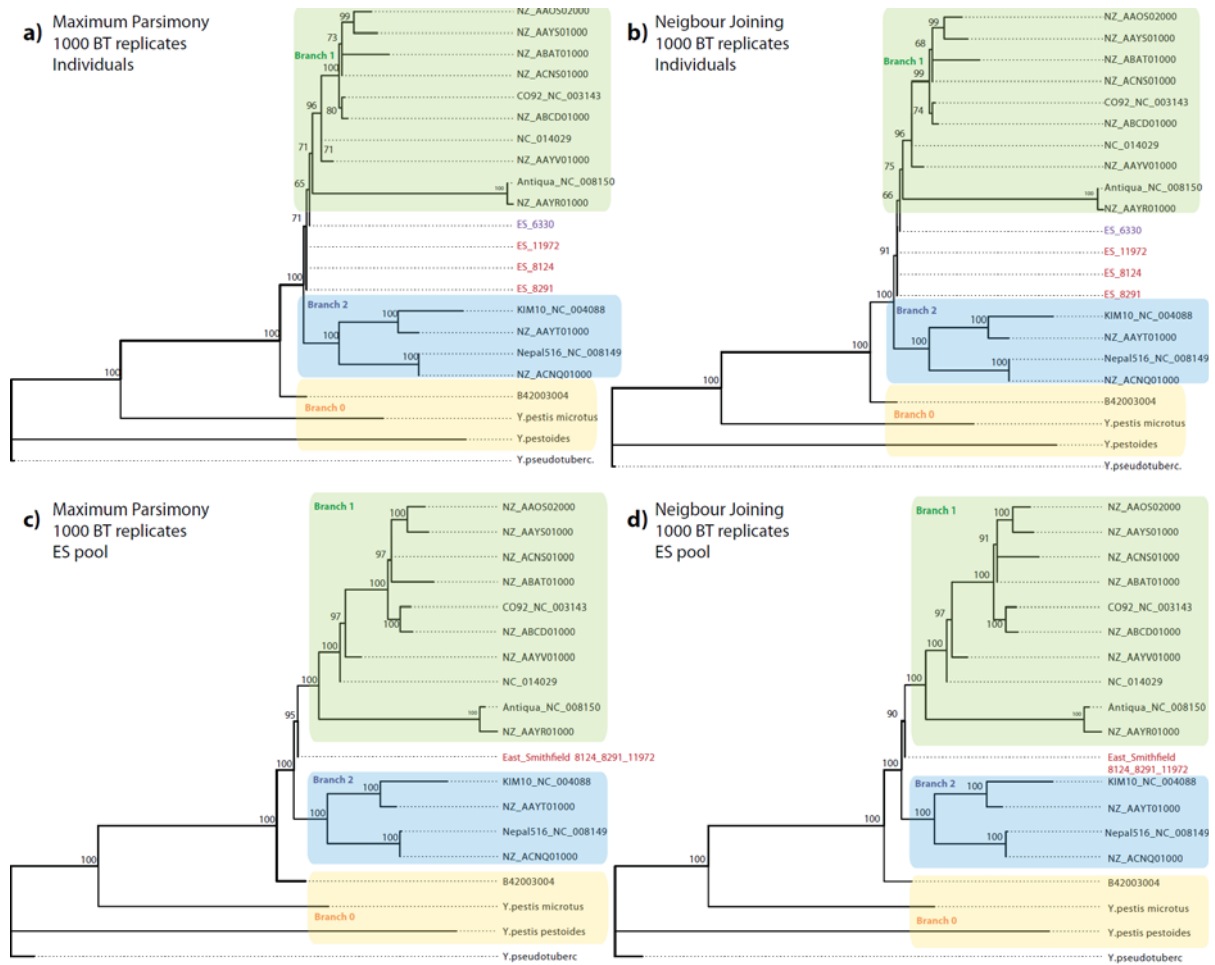 a) Maximum Parsimony
1000 BT replicates
Individuals
Branch 1
99
73
100
80
96
71
71
100
65
71
100
100
100
100
100
100
NZ_AAOS02000
NZ_AAYS01000
NZ_ABAT01000
NZ_ACNS01000
CO92_NC_003143
NZ_ABCD01000
NC_014029
NZ_AAYV01000
Antiqua_NC_008150
NZ_AAYR01000
ES_6330
ES_11972
ES_8124
ES_8291
Branch 2
KIM10_NC_004088
NZ_AAYT01000
Nepal516_NC_008149
NZ_ACNQ01000
B42003004
Branch 0
Y.pestis microtus
Y.pestoides
Y.pseudotuberc.
b) Neigbour Joining
1000 BT replicates
Individuals
Branch 1
99
68
99
74
96
75
66
100
91
100
100
100
100
100
100
NZ_AAOS02000
NZ_AAYS01000
NZ_ABAT01000
NZ_ACNS01000
CO92_NC_003143
NZ_ABCD01000
NC_014029
NZ_AAYV01000
Antiqua_NC_008150
NZ_AAYR01000
ES_6330
ES_11972
ES_8124
ES_8291
Branch 2
KIM10_NC_004088
NZ_AAYT01000
Nepal516_NC_008149
NZ_ACNQ01000
B42003004
Branch 0
Y.pestis microtus
Y.pestoides
Y.pseudotuberc.
c) Maximum Parsimony
1000 BT replicates
ES pool
Branch 1
100
97
100
100
97
100
100
100
95
100
100
100
100
100
100
NZ_AAOS02000
NZ_AAYS01000
NZ_ACNS01000
NZ_ABAT01000
CO92_NC_003143
NZ_ABCD01000
NZ_AAYV01000
NC_014029
Antiqua_NC_008150
NZ_AAYR01000
East_Smithfield 8124_8291_11972
Branch 2
KIM10_NC_004088
NZ_AAYT01000
Nepal516_NC_008149
NZ_ACNQ01000
B42003004
Y.pestis microtus
Branch 0
Y.pestis pestoides
Y.pseudotuberc
d) Neigbour Joining
1000 BT replicates
ES pool
Branch 1
100
91
100
100
97
100
100
100
90
100
100
100
100
100
100
NZ_AAOS02000
NZ_AAYS01000
NZ_ACNS01000
NZ_ABAT01000
CO92_NC_003143
NZ_ABCD01000
NZ_AAYV01000
NC_014029
Antiqua_NC_008150
NZ_AAYR01000
East_Smithfield
8124_8291_11972
Branch 2
KIM10_NC_004088
NZ_AAYT01000
Nepal516_NC_008149
NZ_ACNQ01000
B42003004
Y.pestis microtus
Branch 0
Y.pestis pestoides
Y.pseudotuberc